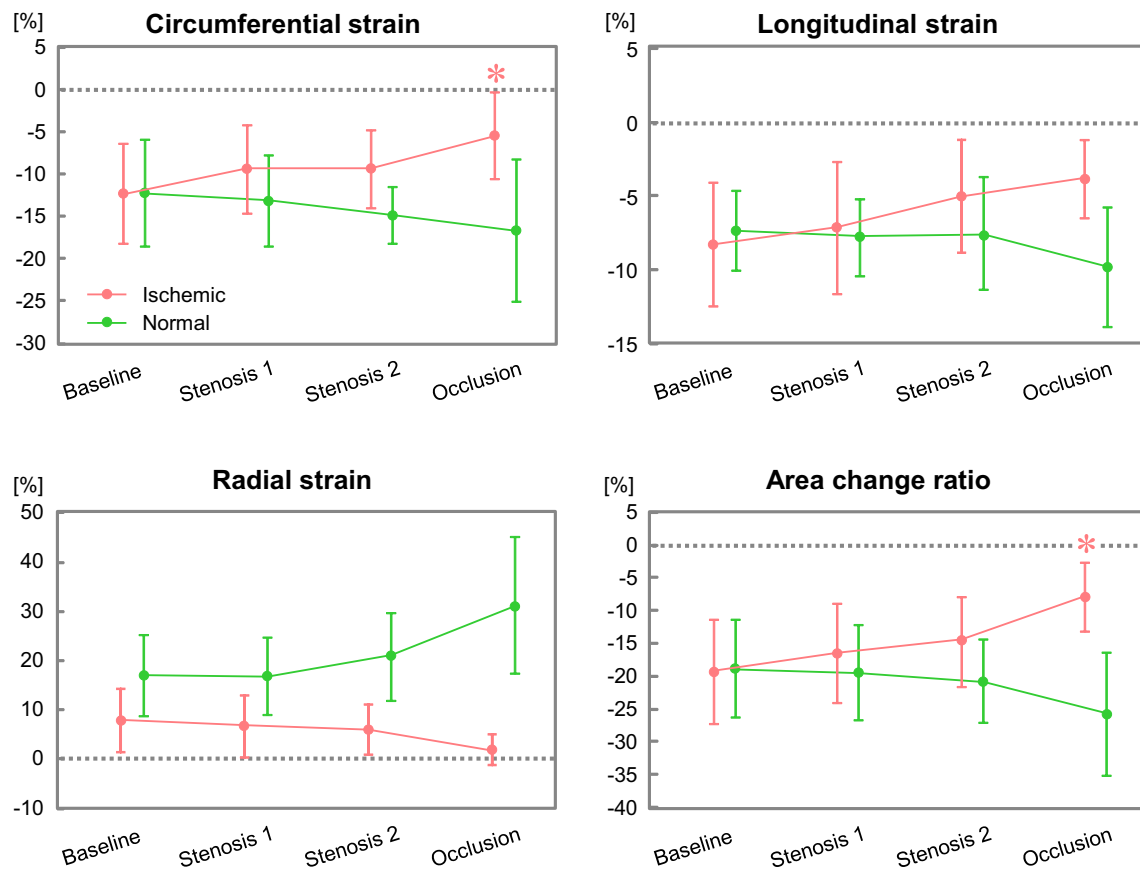 Circumferential strain
[%]
5
0
*
-5
-10
-15
-20
-25
-30
Ischemic
Normal
Baseline
Stenosis 1
Stenosis 2
Occlusion
Longitudinal strain
[%]
5
0
-5
-10
-15
Baseline
Stenosis 1
Stenosis 2
Occlusion
Radial strain
[%]
50
40
30
20
10
0
-10
Baseline
Stenosis 1
Stenosis 2
Occlusion
Area change ratio
[%]
5
0
*
-5
-10
-15
-20
-25
-30
-35
-40
Baseline
Stenosis 1
Stenosis 2
Occlusion